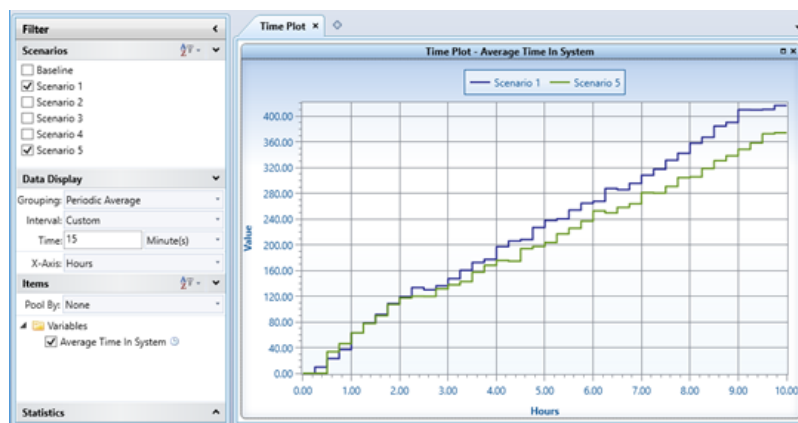 Filter
Scenarios
Baseline
Scenario 1
Scenario 2
Scenario 3
Scenario 4
Scenario 5
Data Display
Grouping: Periodic Average
Interval: Custom
Time: 15 Minute(s)
X-Axis: Hours
Items
Pool By: None
Variables
Average Time In System
Statistics
Time Plot
Time Plot - Average Time In System
Scenario 1 Scenario 5
Value
400.00
360.00
320.00
280.00
240.00
200.00
160.00
120.00
80.00
40.00
0.00
0.00 1.00 2.00 3.00 4.00 5.00 6.00 7.00 8.00 9.00 10.00
Hours